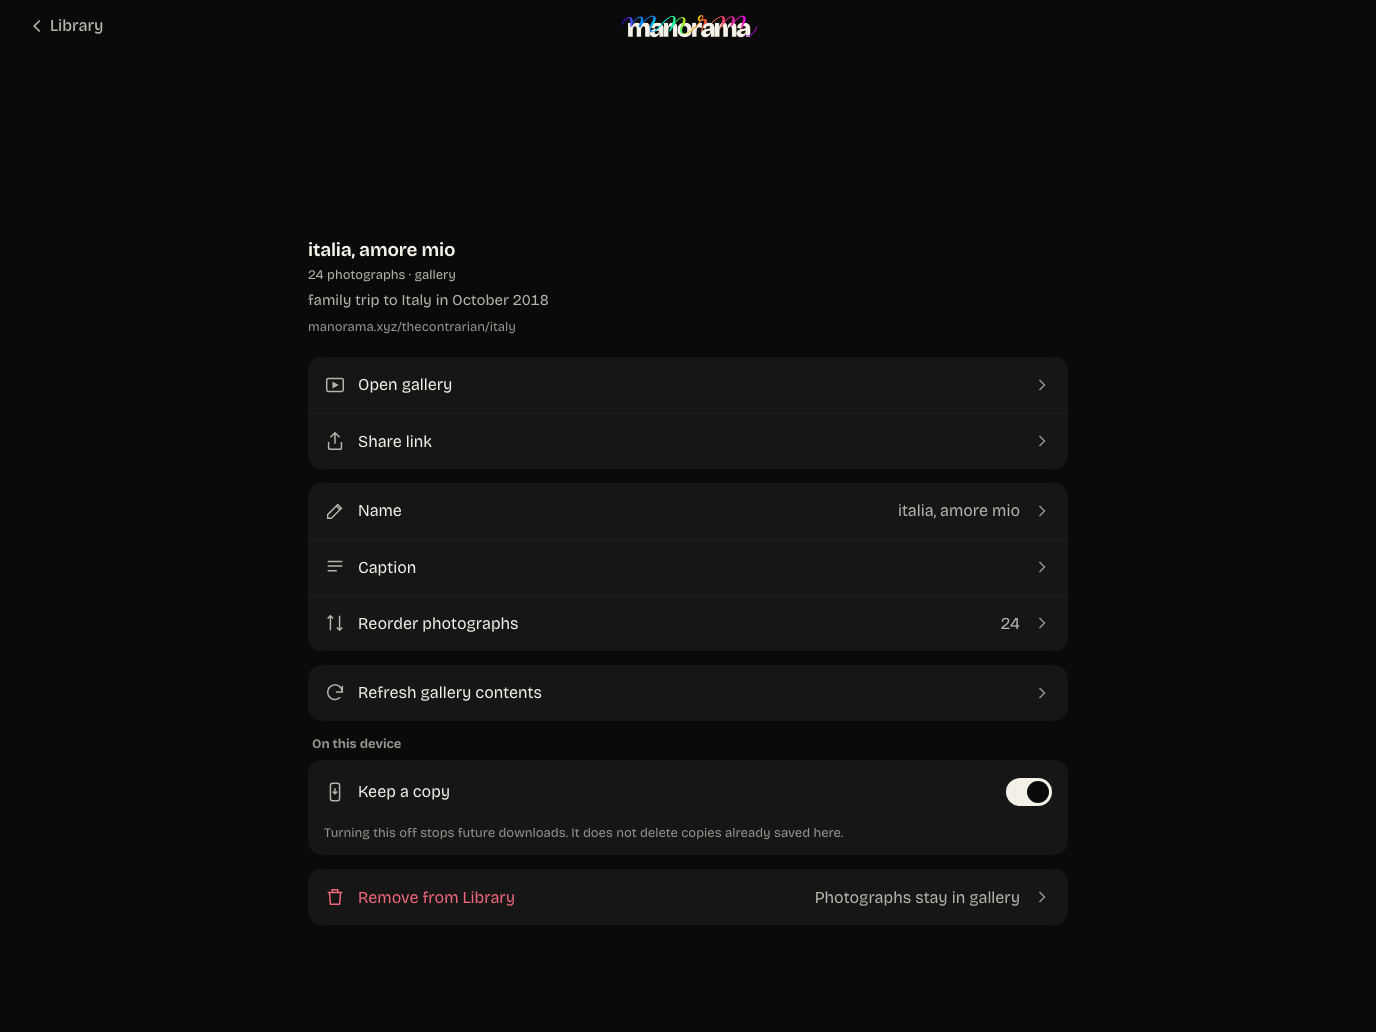 Library
manorama
italia, amore mio
24 photographs · gallery
family trip to Italy in October 2018
manorama.xyz/thecontrarian/italy
Open gallery
Share link
Name italia, amore mio
Caption
Reorder photographs 24
Refresh gallery contents
On this device
Keep a copy
Turning this off stops future downloads. It does not delete copies already saved here.
Remove from Library Photographs stay in gallery